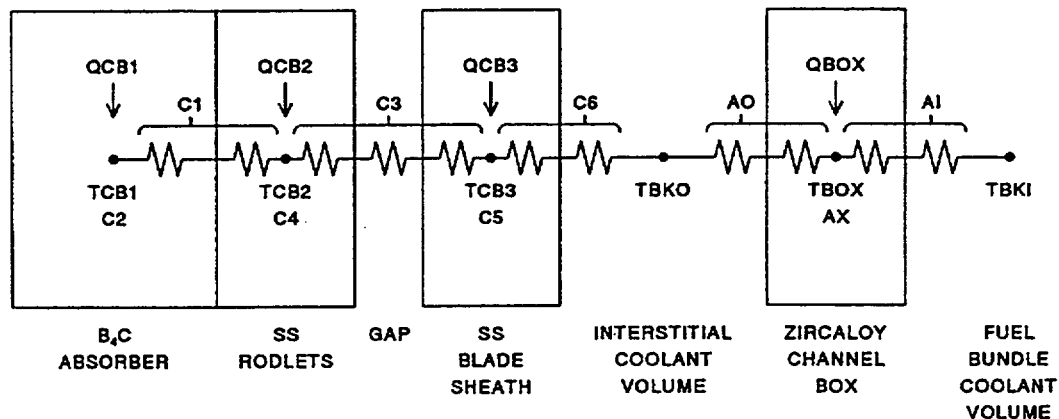 QCB1 QCB2 QCB3 QBOX
C1 C3 C6 AO AI
TCB1 TCB2 TCB3 TBKO TBOX TBKI
C2 C4 C5 AX
B₄C ABSORBER
SS RODLETS
GAP
SS BLADE SHEATH
INTERSTITIAL COOLANT VOLUME
ZIRCALOY CHANNEL BOX
FUEL BUNDLE COOLANT VOLUME